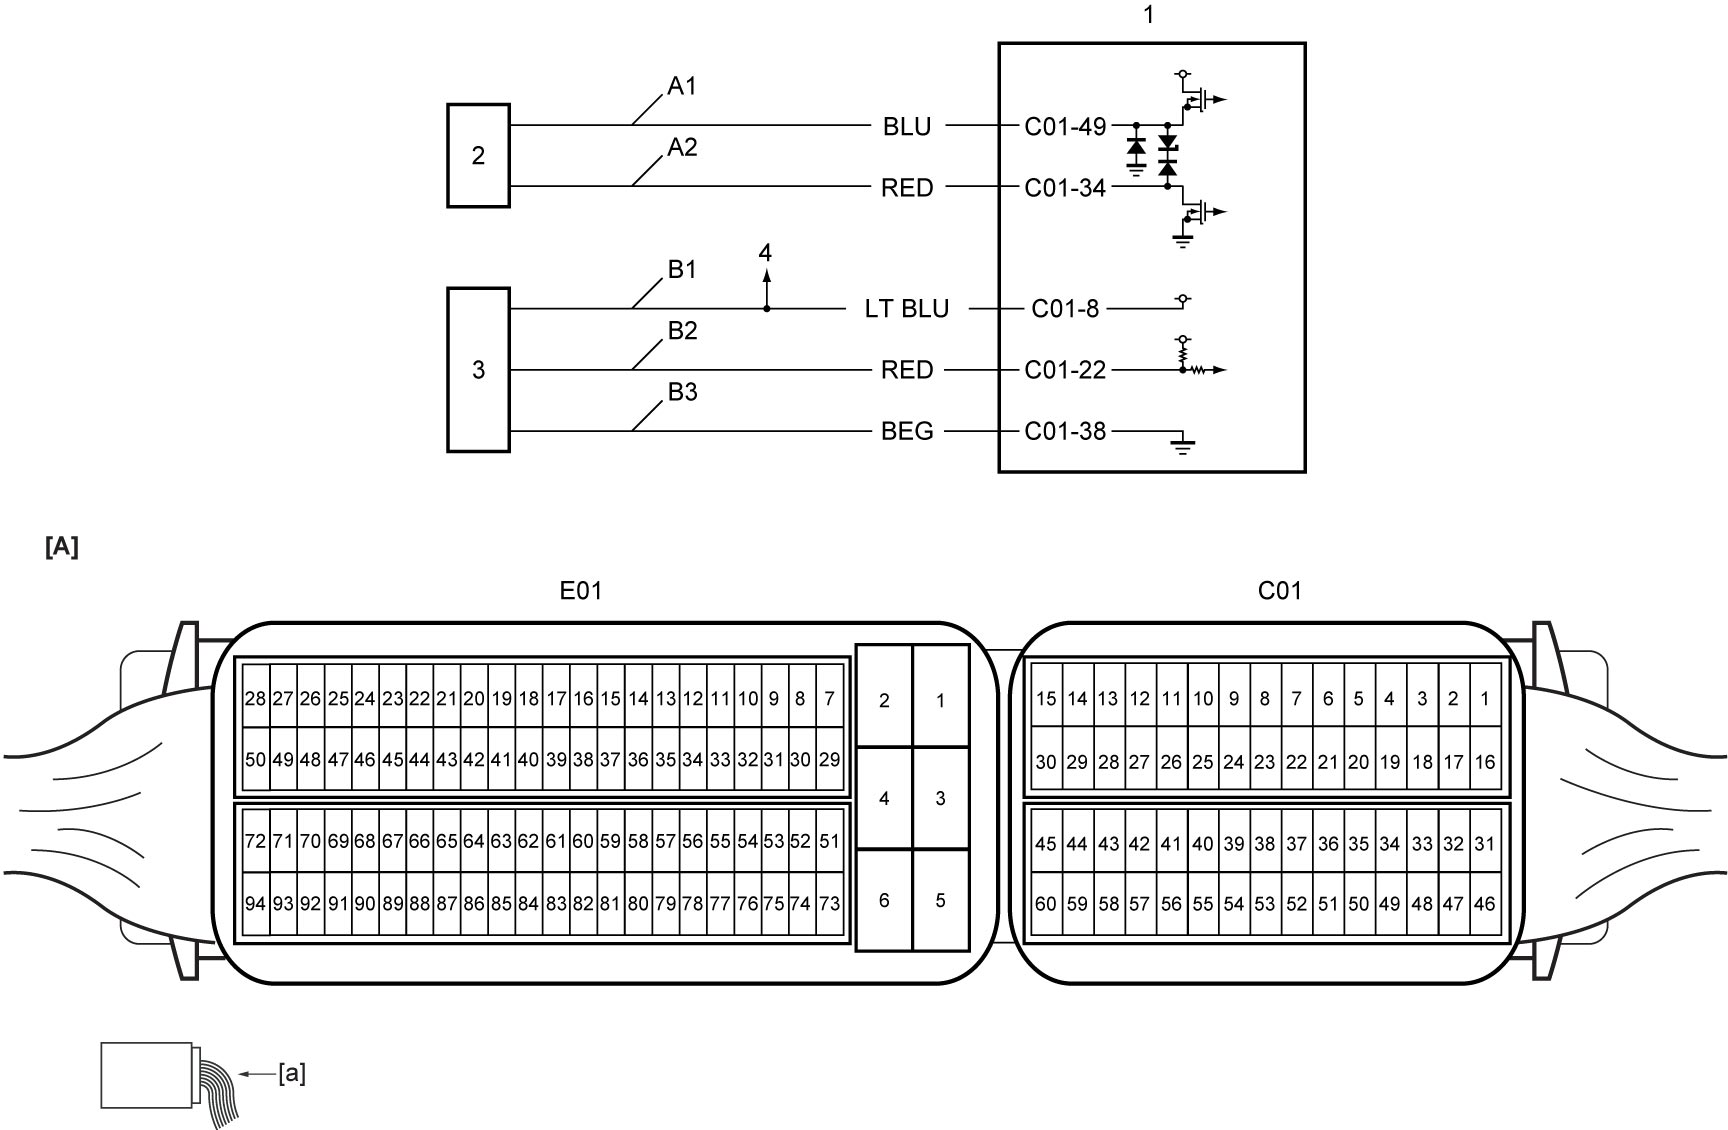 1
A1
2
BLU
C01-49
A2
RED
C01-34
4
B1
LT BLU
C01-8
B2
3
RED
C01-22
B3
BEG
C01-38
[A]
E01
C01
28 27 26 25 24 23 22 21 20 19 18 17 16 15 14 13 12 11 10 9 8 7
2 1
15 14 13 12 11 10 9 8 7 6 5 4 3 2 1
50 49 48 47 46 45 44 43 42 41 40 39 38 37 36 35 34 33 32 31 30 29
30 29 28 27 26 25 24 23 22 21 20 19 18 17 16
4 3
72 71 70 69 68 67 66 65 64 63 62 61 60 59 58 57 56 55 54 53 52 51
45 44 43 42 41 40 39 38 37 36 35 34 33 32 31
94 93 92 91 90 89 88 87 86 85 84 83 82 81 80 79 78 77 76 75 74 73
6 5
60 59 58 57 56 55 54 53 52 51 50 49 48 47 46
[a]